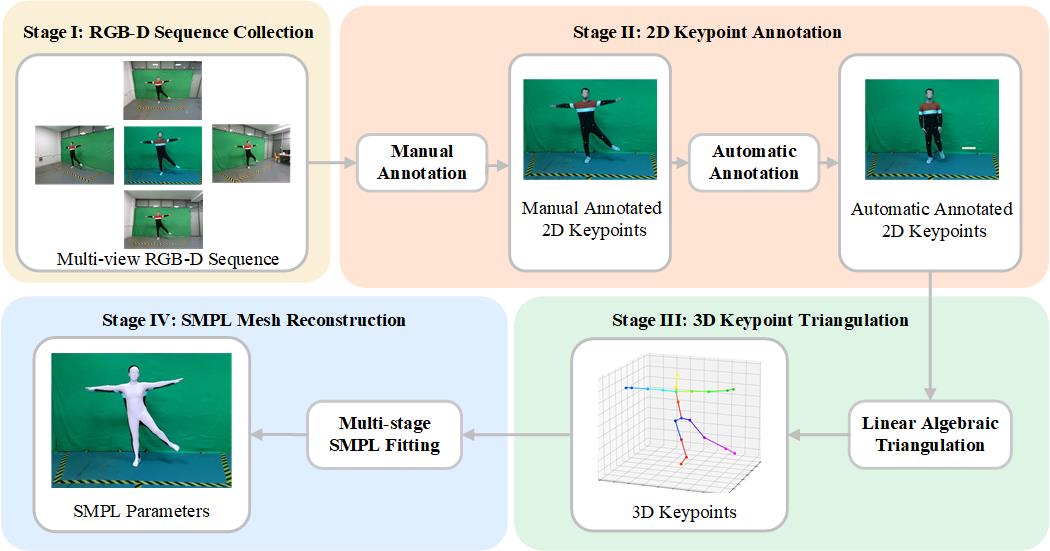 Stage I: RGB-D Sequence Collection
Multi-view RGB-D Sequence
Stage II: 2D Keypoint Annotation
Manual
Annotation
Manual Annotated
2D Keypoints
Automatic
Annotation
Automatic Annotated
2D Keypoints
Stage III: 3D Keypoint Triangulation
Linear Algebraic
Triangulation
3D Keypoints
Stage IV: SMPL Mesh Reconstruction
Multi-stage
SMPL Fitting
SMPL Parameters